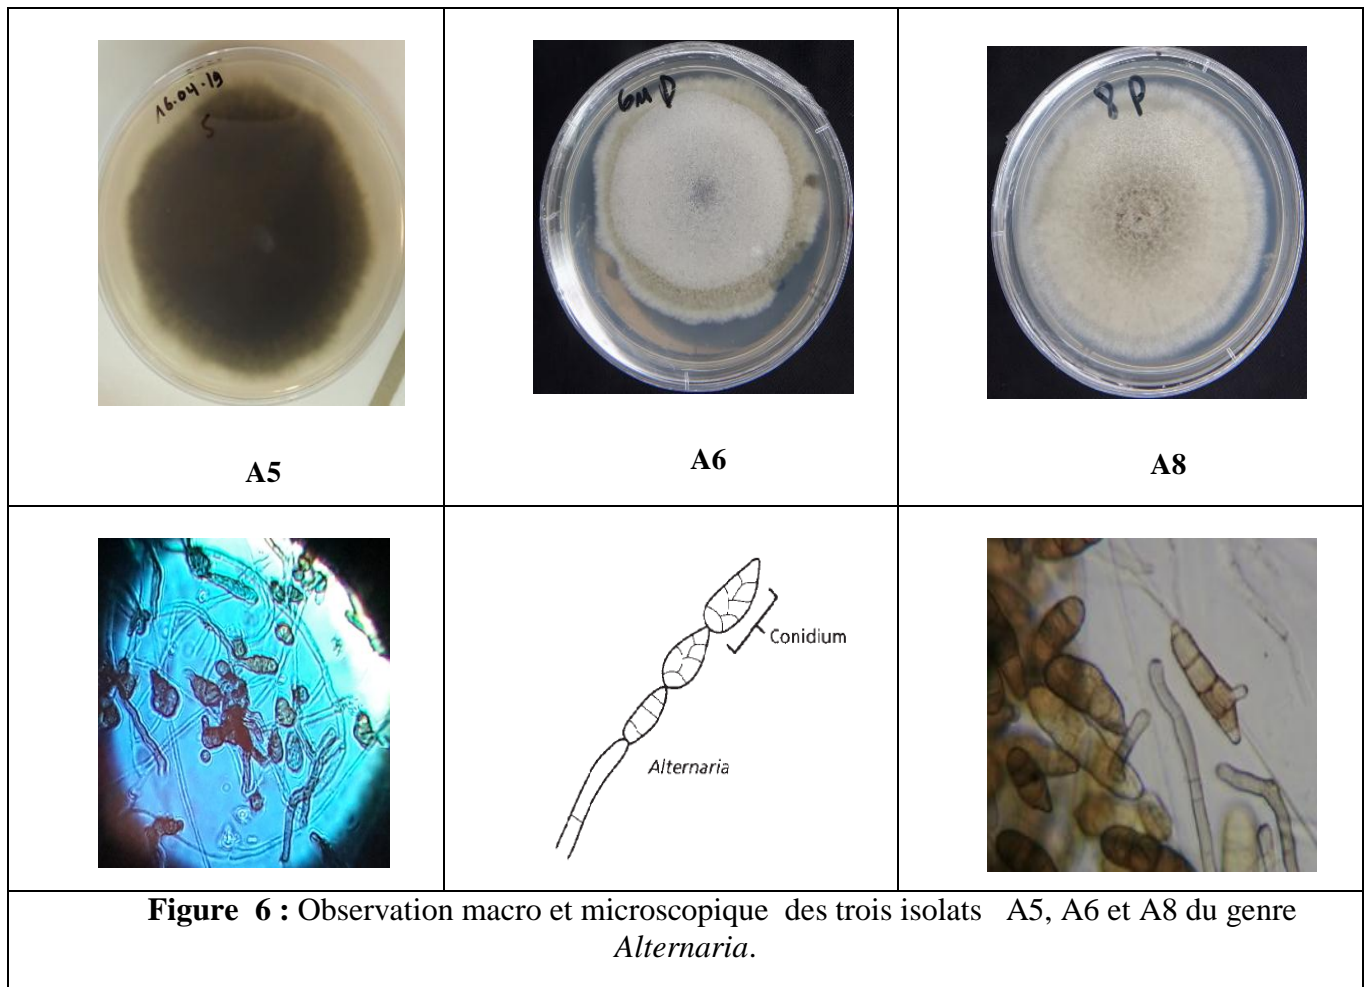 16.04.19
5
6M P
8 P
A5
A6
A8
Conidium
Alternaria
Figure 6 : Observation macro et microscopique des trois isolats A5, A6 et A8 du genre
Alternaria.